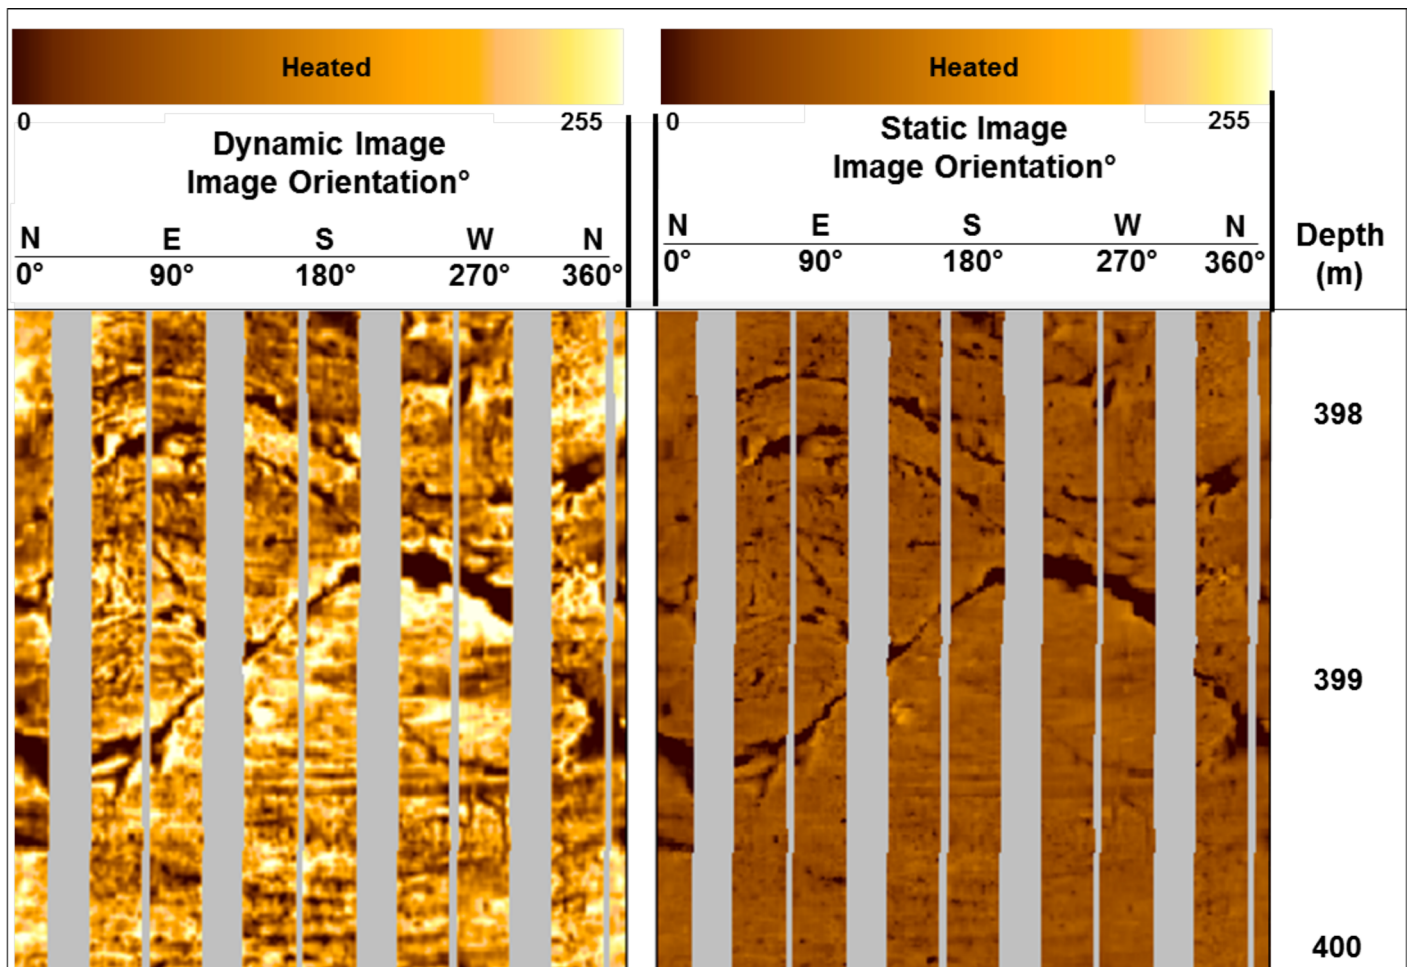 Heated
0 255
Dynamic Image
Image Orientation°
N E S W N
0° 90° 180° 270° 360°
Heated
0 255
Static Image
Image Orientation°
N E S W N
0° 90° 180° 270° 360°
Depth
(m)
398
399
400